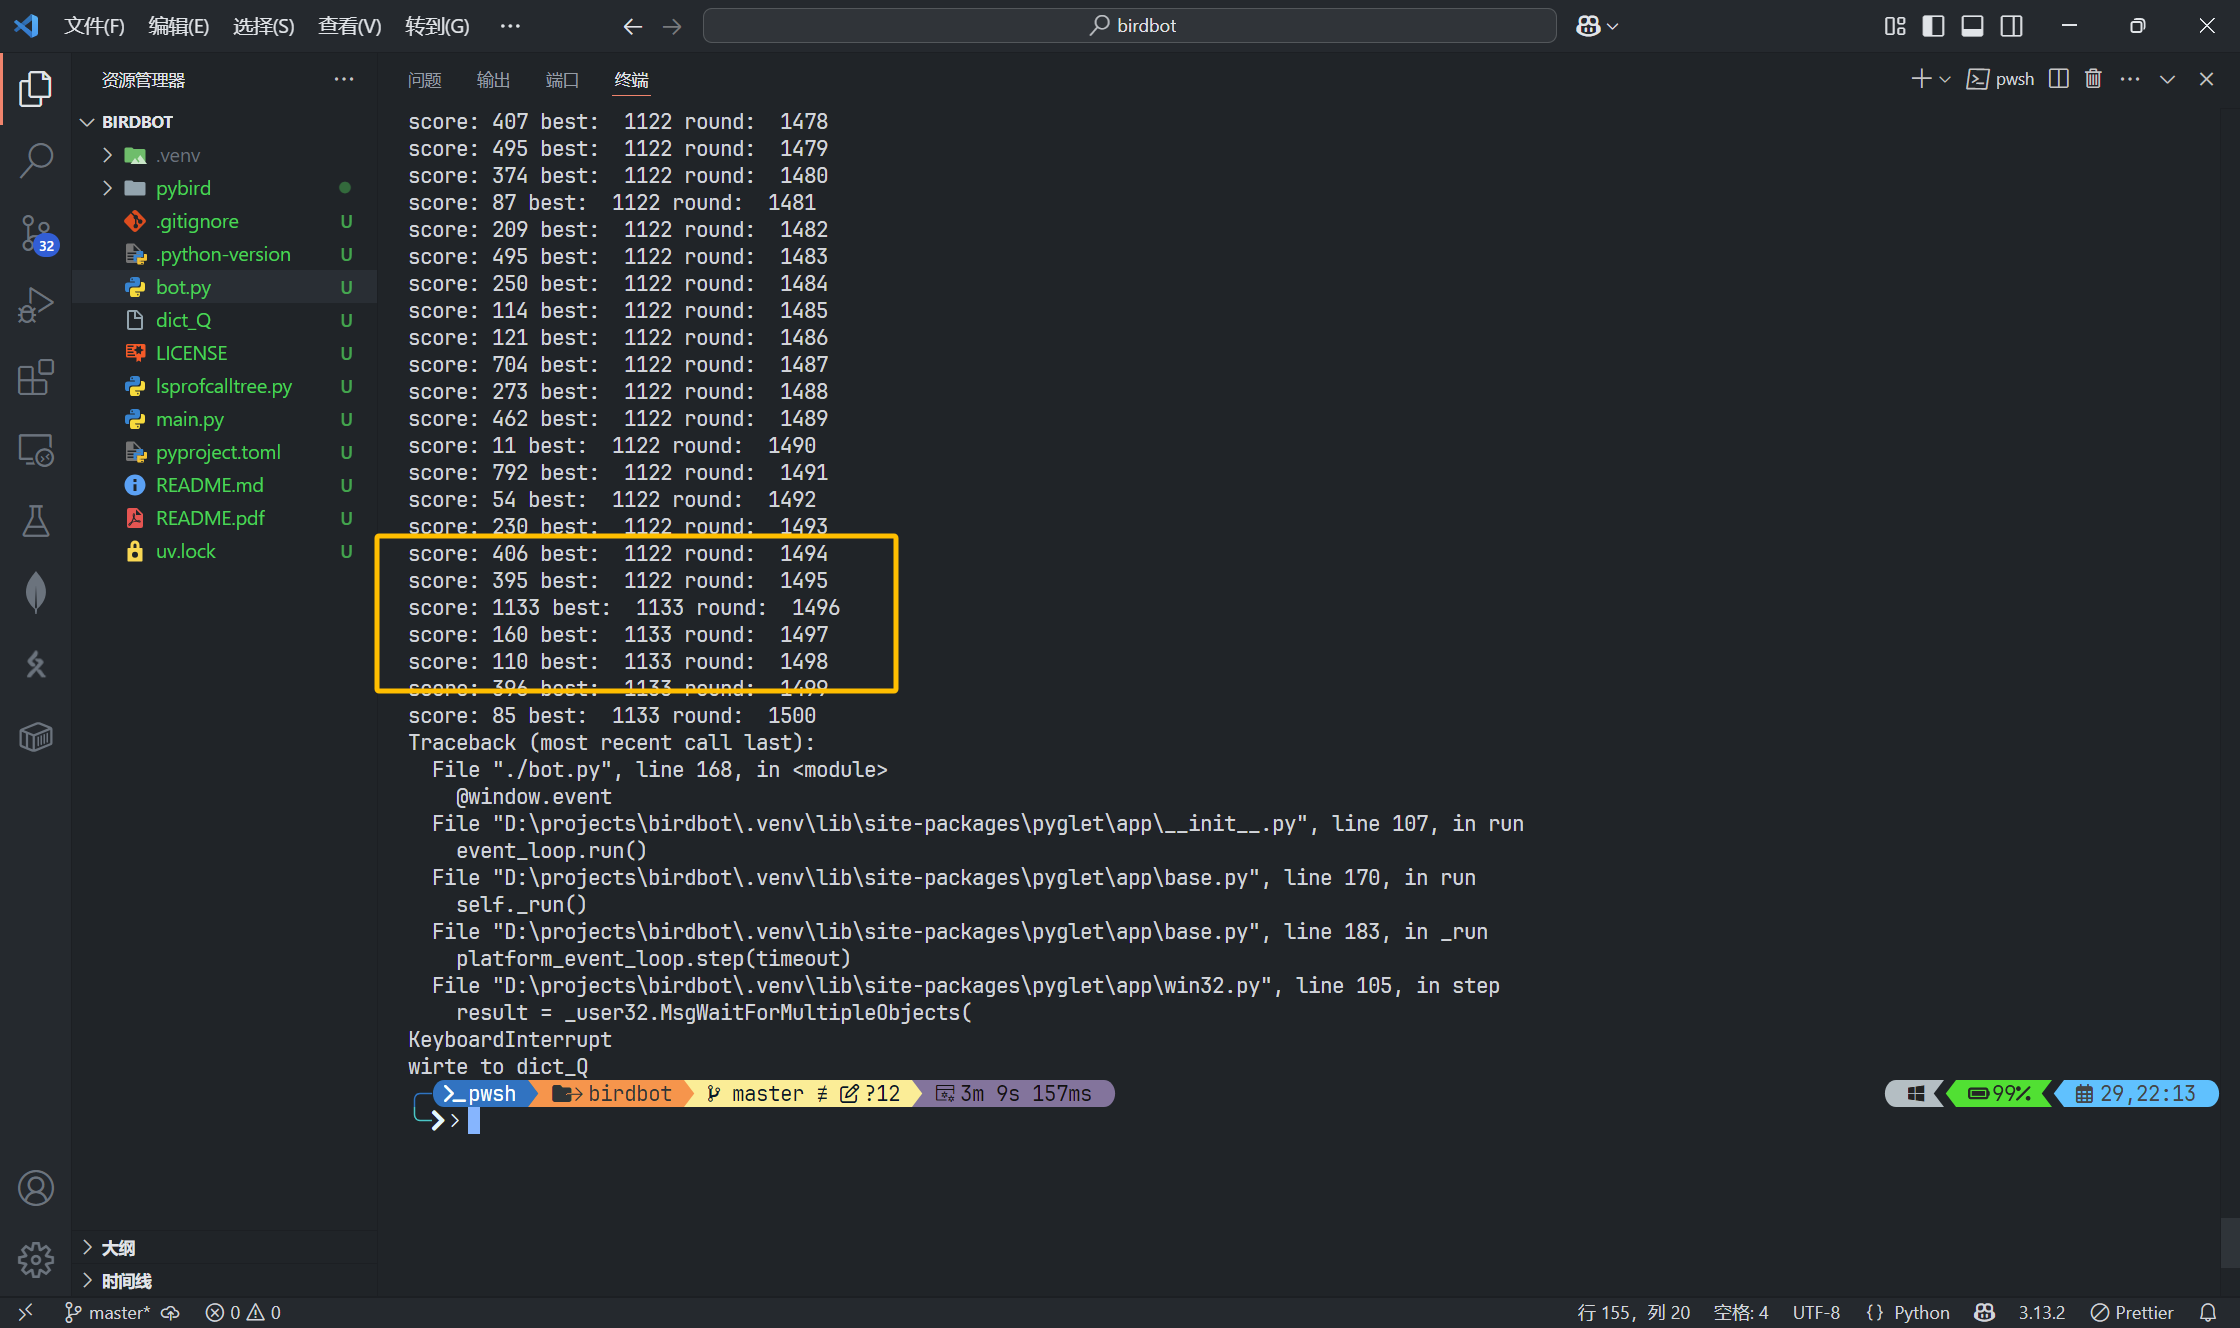 文件(F) 编辑(E) 选择(S) 查看(V) 转到(G) ··· birdbot
资源管理器 ···
BIRDBOT
.venv
pybird
.gitignore U
.python-version U
32
bot.py U
dict_Q U
LICENSE U
lsprofcalltree.py U
main.py U
pyproject.toml U
README.md U
README.pdf U
uv.lock U
大纲
时间线
问题 输出 端口 终端 pwsh ···
score: 407 best:  1122 round:  1478
score: 495 best:  1122 round:  1479
score: 374 best:  1122 round:  1480
score: 87 best:  1122 round:  1481
score: 209 best:  1122 round:  1482
score: 495 best:  1122 round:  1483
score: 250 best:  1122 round:  1484
score: 114 best:  1122 round:  1485
score: 121 best:  1122 round:  1486
score: 704 best:  1122 round:  1487
score: 273 best:  1122 round:  1488
score: 462 best:  1122 round:  1489
score: 11 best:  1122 round:  1490
score: 792 best:  1122 round:  1491
score: 54 best:  1122 round:  1492
score: 230 best:  1122 round:  1493
score: 406 best:  1122 round:  1494
score: 395 best:  1122 round:  1495
score: 1133 best:  1133 round:  1496
score: 160 best:  1133 round:  1497
score: 110 best:  1133 round:  1498
score: 396 best:  1133 round:  1499
score: 85 best:  1133 round:  1500
Traceback (most recent call last):
  File "./bot.py", line 168, in <module>
    @window.event
  File "D:\projects\birdbot\.venv\lib\site-packages\pyglet\app\__init__.py", line 107, in run
    event_loop.run()
  File "D:\projects\birdbot\.venv\lib\site-packages\pyglet\app\base.py", line 170, in run
    self._run()
  File "D:\projects\birdbot\.venv\lib\site-packages\pyglet\app\base.py", line 183, in _run
    platform_event_loop.step(timeout)
  File "D:\projects\birdbot\.venv\lib\site-packages\pyglet\app\win32.py", line 105, in step
    result = _user32.MsgWaitForMultipleObjects(
KeyboardInterrupt
wirte to dict_Q
pwsh birdbot master ≢ ?12 3m 9s 157ms 99% 29,22:13
master* 0 0 行 155，列 20 空格: 4 UTF-8 {} Python 3.13.2 Prettier